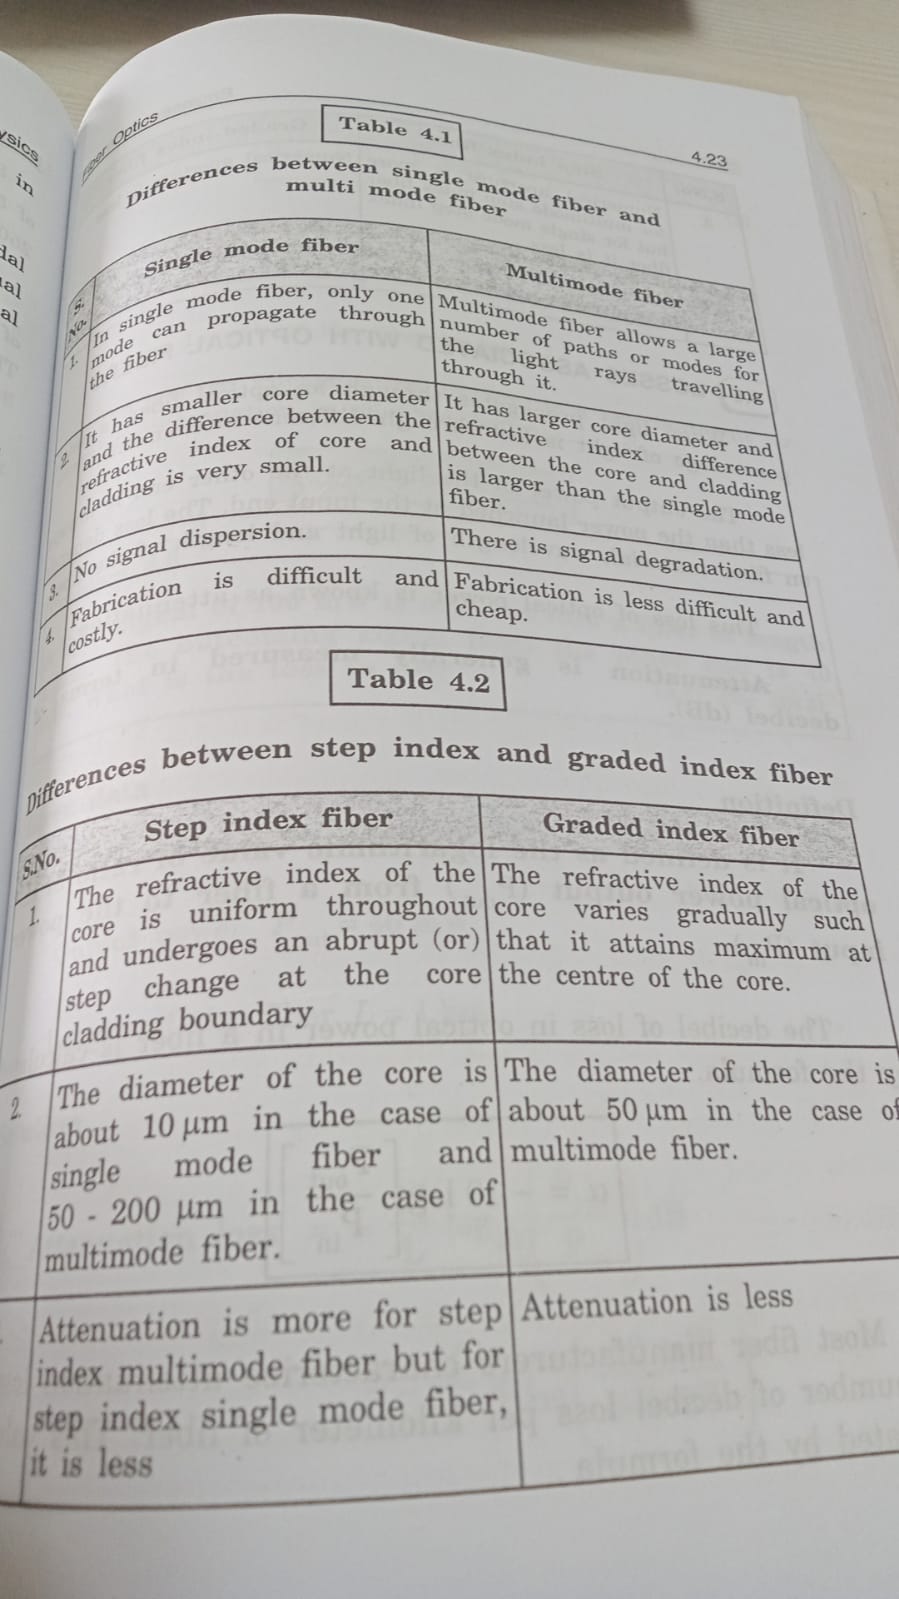 ysics
in
dal
al
al
Fiber Optics
4.23
Table 4.1
Differences between single mode fiber and
multi mode fiber
S.
No.
Single mode fiber
Multimode fiber
1.
In single mode fiber, only one
mode can propagate through
the fiber
Multimode fiber allows a large
number of paths or modes for
the light rays travelling
through it.
2.
It has smaller core diameter
and the difference between the
refractive index of core and
cladding is very small.
It has larger core diameter and
refractive index difference
between the core and cladding
is larger than the single mode
fiber.
3.
No signal dispersion.
There is signal degradation.
4.
Fabrication is difficult and
costly.
Fabrication is less difficult and
cheap.
Table 4.2
Differences between step index and graded index fiber
S.No.
Step index fiber
Graded index fiber
1.
The refractive index of the
core is uniform throughout
and undergoes an abrupt (or)
step change at the core
cladding boundary
The refractive index of the
core varies gradually such
that it attains maximum at
the centre of the core.
2.
The diameter of the core is
about 10 μm in the case of
single mode fiber and
50 - 200 μm in the case of
multimode fiber.
The diameter of the core is
about 50 μm in the case of
multimode fiber.
Attenuation is more for step
index multimode fiber but for
step index single mode fiber,
it is less
Attenuation is less